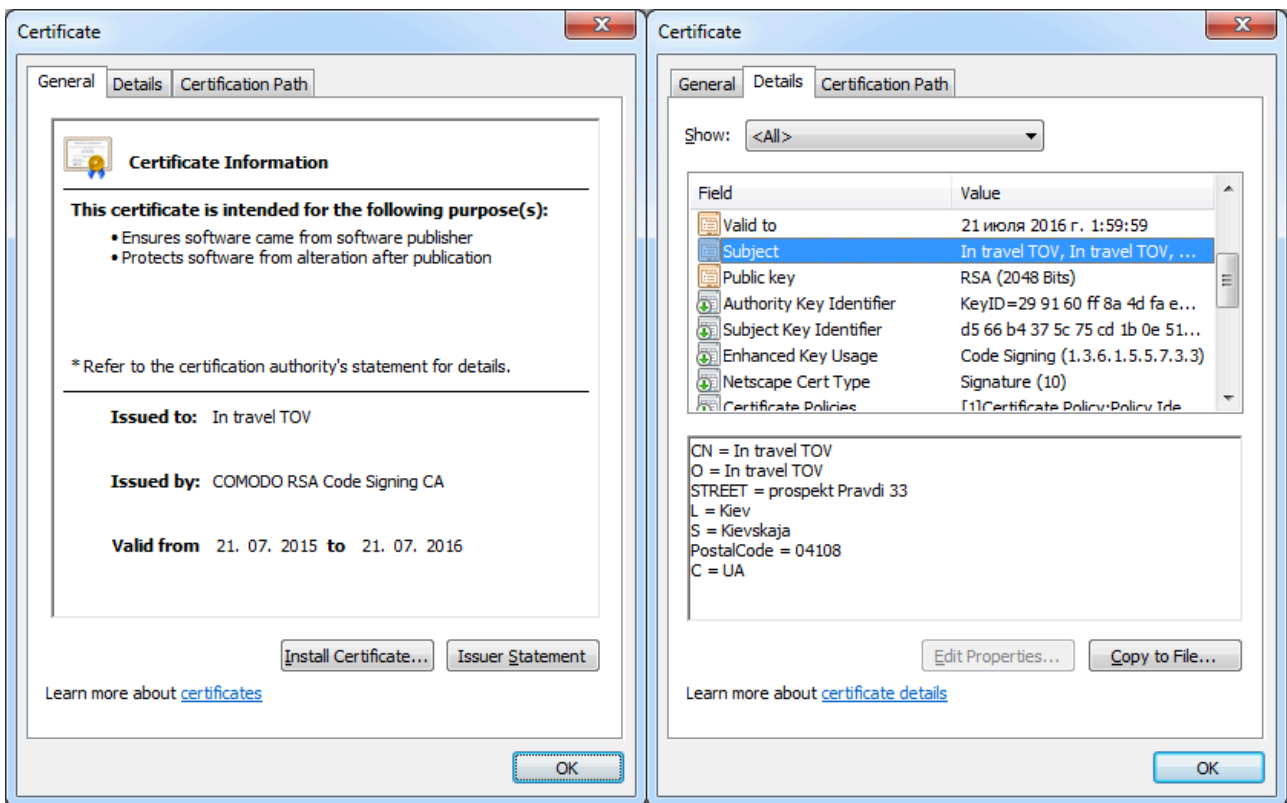 Certificate
General Details Certification Path
Certificate Information
This certificate is intended for the following purpose(s):
• Ensures software came from software publisher
• Protects software from alteration after publication
* Refer to the certification authority's statement for details.
Issued to: In travel TOV
Issued by: COMODO RSA Code Signing CA
Valid from 21. 07. 2015 to 21. 07. 2016
Install Certificate... Issuer Statement
Learn more about certificates
OK
Certificate
General Details Certification Path
Show: <All>
Field Value
Valid to 21 июля 2016 г. 1:59:59
Subject In travel TOV, In travel TOV, ...
Public key RSA (2048 Bits)
Authority Key Identifier KeyID=29 91 60 ff 8a 4d fa e...
Subject Key Identifier d5 66 b4 37 5c 75 cd 1b 0e 51...
Enhanced Key Usage Code Signing (1.3.6.1.5.5.7.3.3)
Netscape Cert Type Signature (10)
Certificate Policies [1]Certificate Policy:Policy Ide
CN = In travel TOV
O = In travel TOV
STREET = prospekt Pravdi 33
L = Kiev
S = Kievskaja
PostalCode = 04108
C = UA
Edit Properties... Copy to File...
Learn more about certificate details
OK